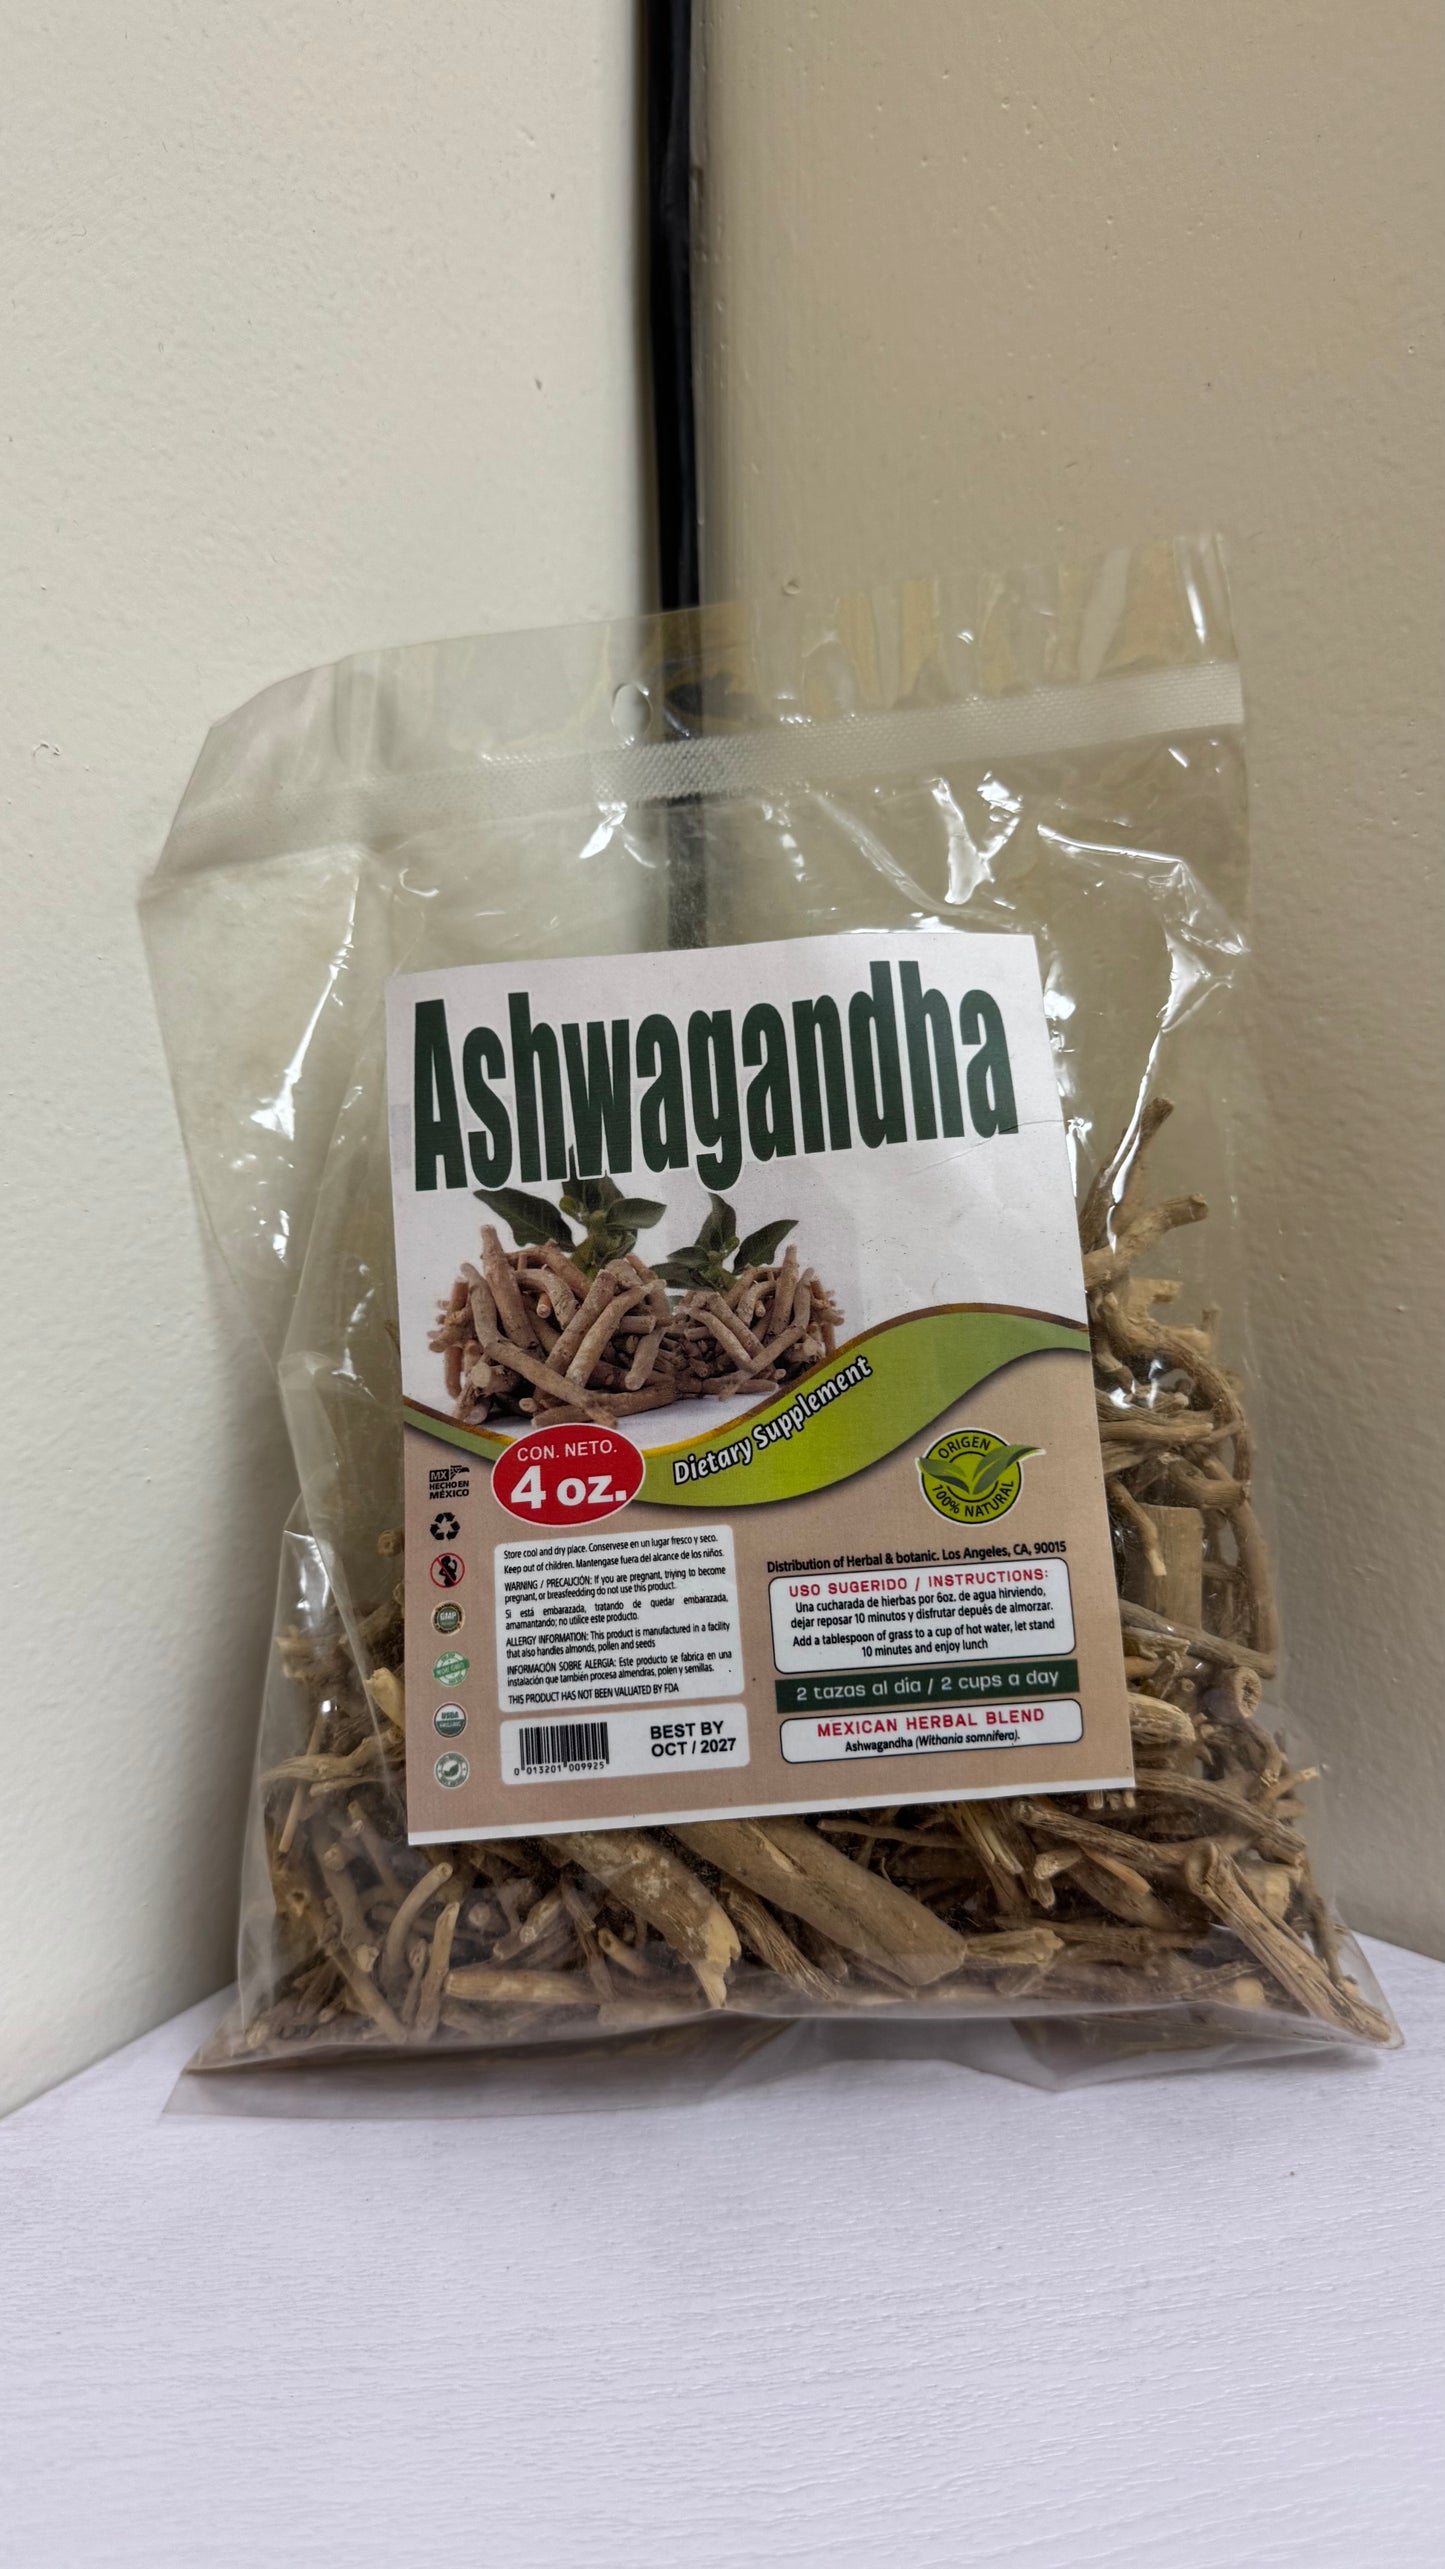 Ashwagandha
Dietary Supplement
CON. NETO.
4 oz.
ORIGEN
100% NATURAL
MX
HECHO EN
MÉXICO
GMP
USDA
Store cool and dry place. Conservese en un lugar fresco y seco.
Keep out of children. Mantengase fuera del alcance de los niños.
WARNING / PRECAUCIÓN: If you are pregnant, triying to become
pregnant, or breasfeedding do not use this product.
Si está embarazada, tratando de quedar embarazada,
amamantando; no utilice este producto.
ALLERGY INFORMATION: This product is manufactured in a facility
that also handles almonds, pollen and seeds
INFORMACIÓN SOBRE ALERGIA: Este producto se fabrica en una
instalación que también procesa almendras, polen y semillas.
THIS PRODUCT HAS NOT BEEN VALUATED BY FDA
0 013201 009925
BEST BY
OCT / 2027
Distribution of Herbal & botanic. Los Angeles, CA, 90015
USO SUGERIDO / INSTRUCTIONS:
Una cucharada de hierbas por 6oz. de agua hirviendo,
dejar reposar 10 minutos y disfrutar depués de almorzar.
Add a tablespoon of grass to a cup of hot water, let stand
10 minutes and enjoy lunch
2 tazas al dia / 2 cups a day
MEXICAN HERBAL BLEND
Ashwagandha (Withania somnifera).